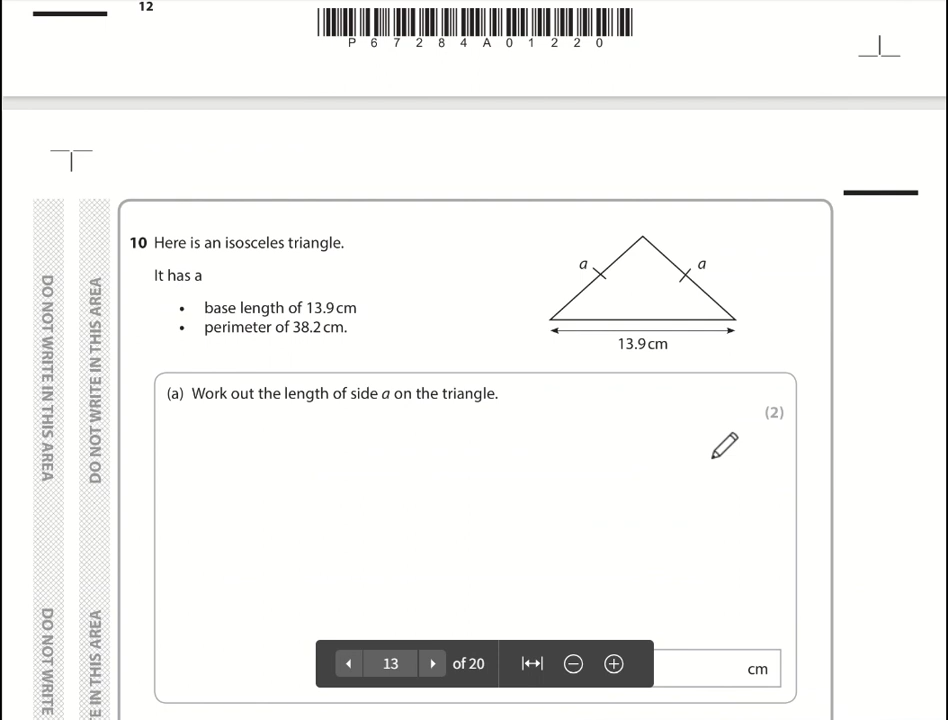 12
P 6 7 2 8 4 A 0 1 2 2 0
10 Here is an isosceles triangle.
It has a
• base length of 13.9 cm
• perimeter of 38.2 cm.
a
a
13.9 cm
(a) Work out the length of side a on the triangle.
(2)
cm
DO NOT WRITE IN THIS AREA
DO NOT WRITE IN THIS AREA
DO NOT WRITE
E IN THIS AREA
13 of 20